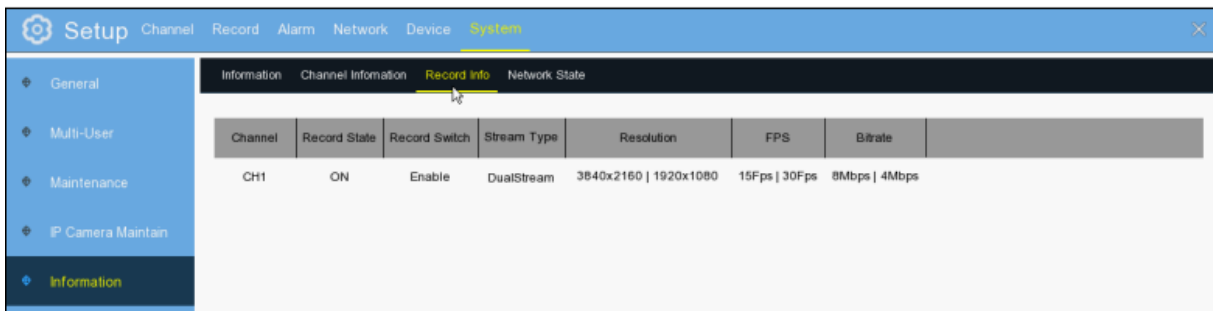 Setup Channel Record Alarm Network Device System
General
Multi-User
Maintenance
IP Camera Maintain
Information
Information Channel Infomation Record Info Network State
Channel Record State Record Switch Stream Type Resolution FPS Bitrate
CH1 ON Enable DualStream 3840x2160 | 1920x1080 15Fps | 30Fps 8Mbps | 4Mbps